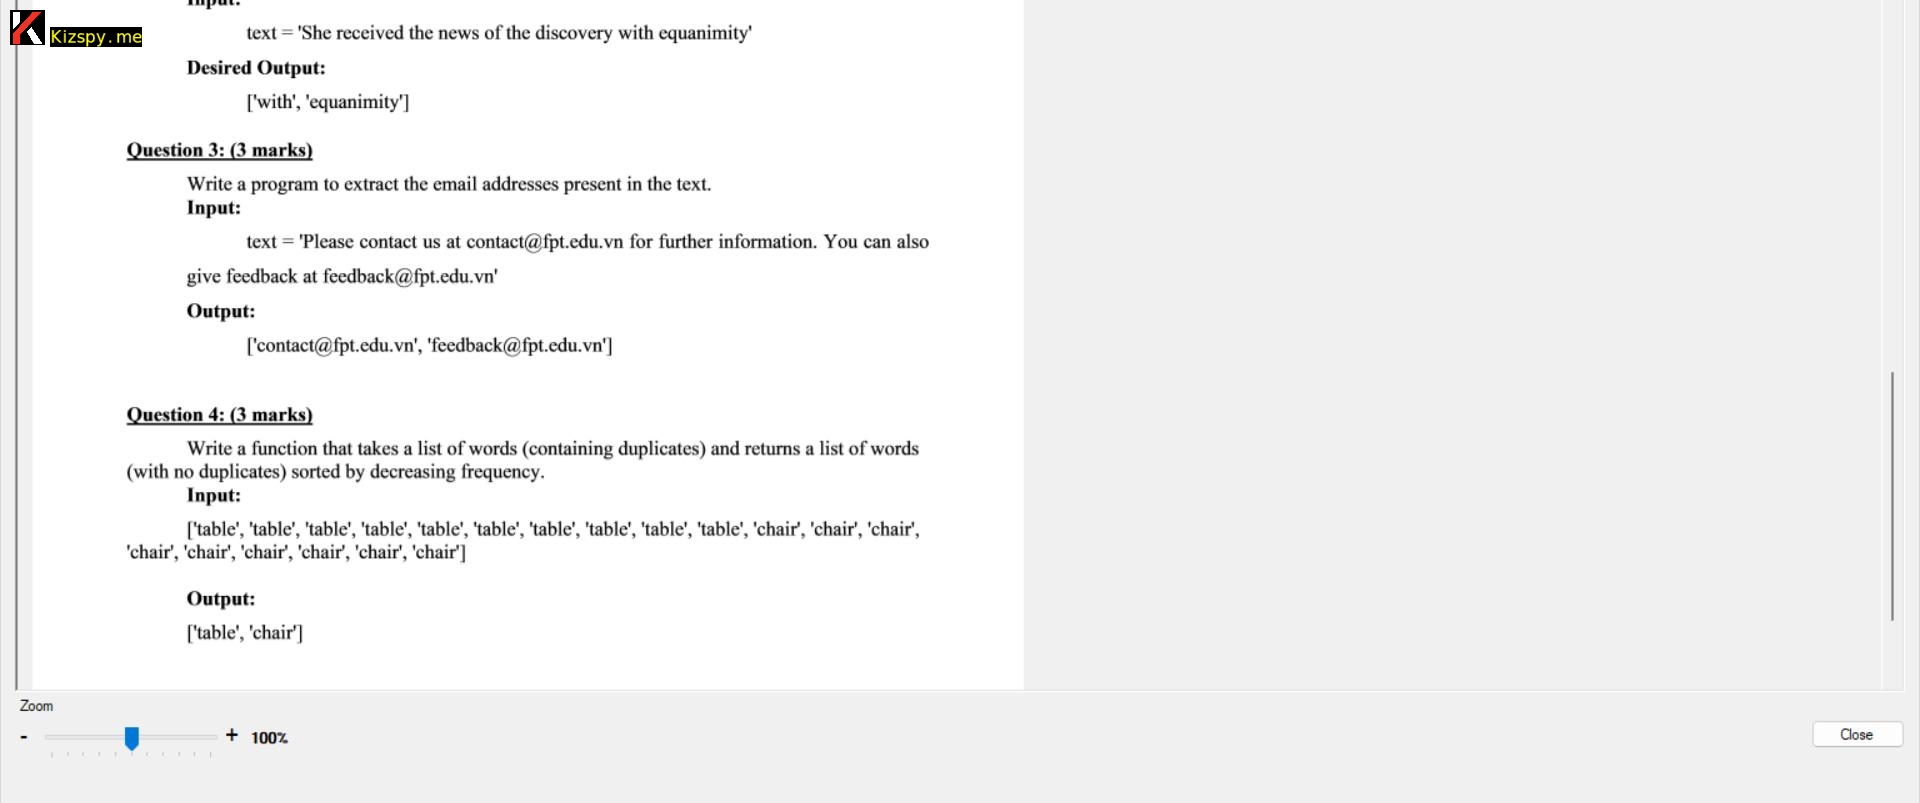 Input:
Kizspy.me
text = 'She received the news of the discovery with equanimity'
Desired Output:
['with', 'equanimity']
Question 3: (3 marks)
Write a program to extract the email addresses present in the text.
Input:
text = 'Please contact us at contact@fpt.edu.vn for further information. You can also
give feedback at feedback@fpt.edu.vn'
Output:
['contact@fpt.edu.vn', 'feedback@fpt.edu.vn']
Question 4: (3 marks)
Write a function that takes a list of words (containing duplicates) and returns a list of words
(with no duplicates) sorted by decreasing frequency.
Input:
['table', 'table', 'table', 'table', 'table', 'table', 'table', 'table', 'table', 'table', 'chair', 'chair', 'chair',
'chair', 'chair', 'chair', 'chair', 'chair', 'chair']
Output:
['table', 'chair']
Zoom
- + 100%
Close